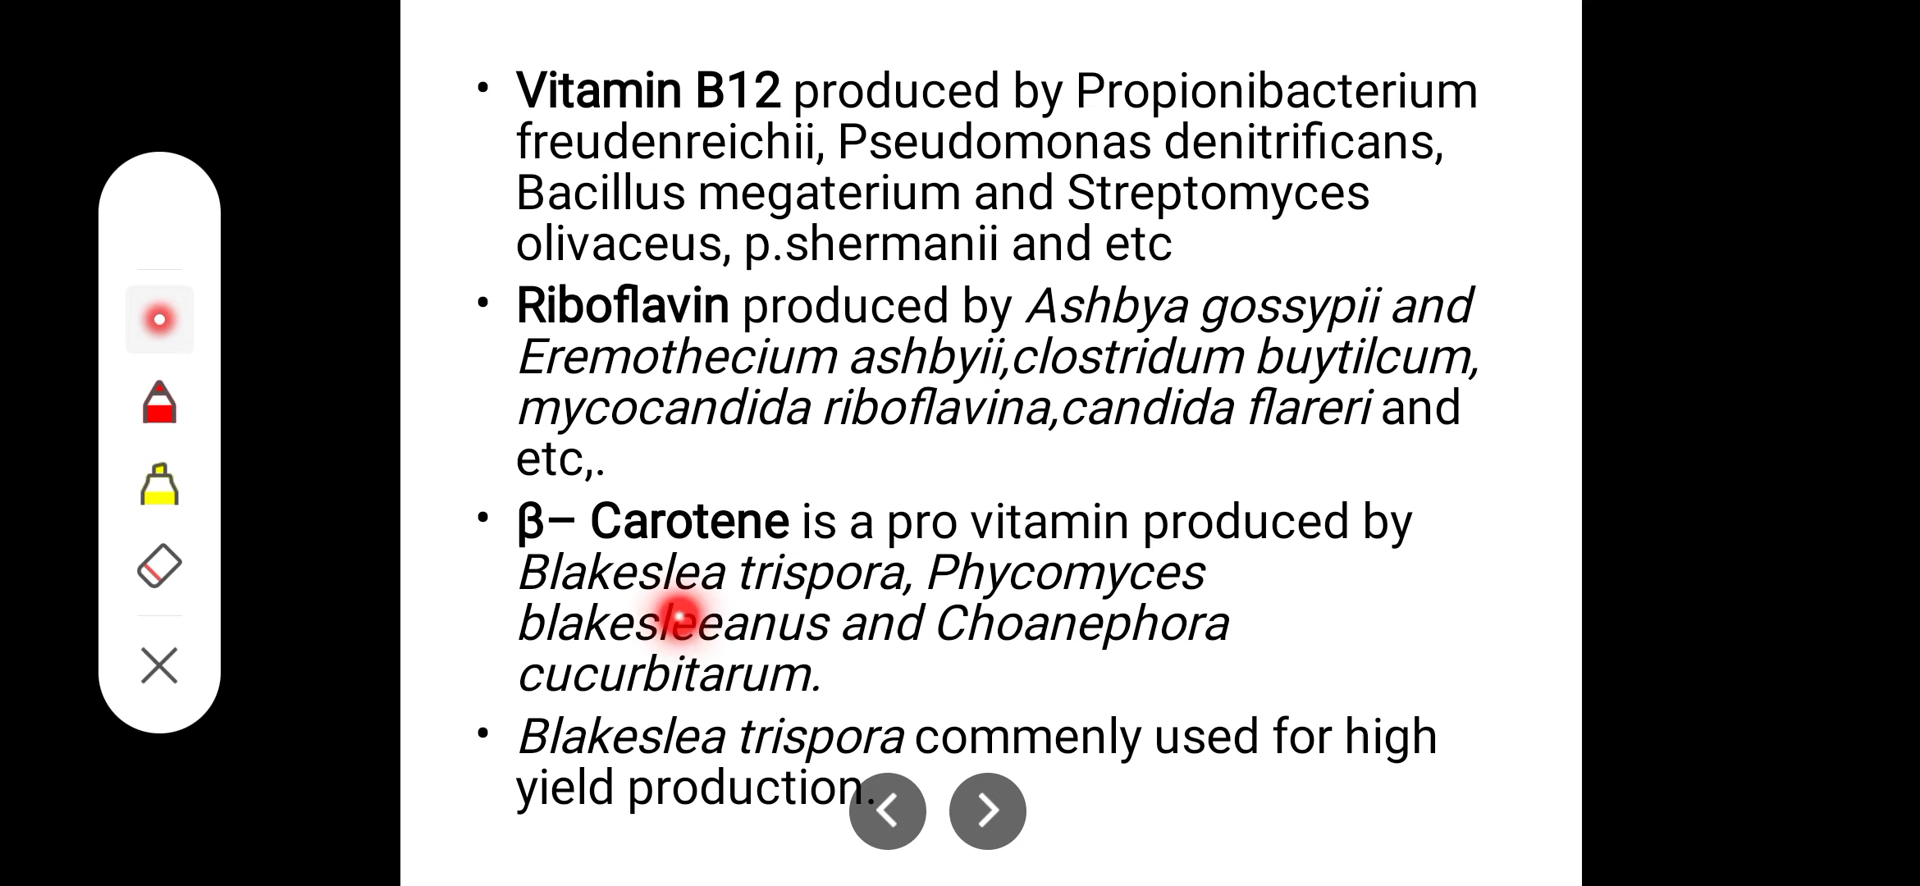 • Vitamin B12 produced by Propionibacterium
freudenreichii, Pseudomonas denitrificans,
Bacillus megaterium and Streptomyces
olivaceus, p.shermanii and etc
• Riboflavin produced by Ashbya gossypii and
Eremothecium ashbyii,clostridum buytilcum,
mycocandida riboflavina,candida flareri and
etc,.
• β– Carotene is a pro vitamin produced by
Blakeslea trispora, Phycomyces
blakesleeanus and Choanephora
cucurbitarum.
• Blakeslea trispora commenly used for high
yield production.